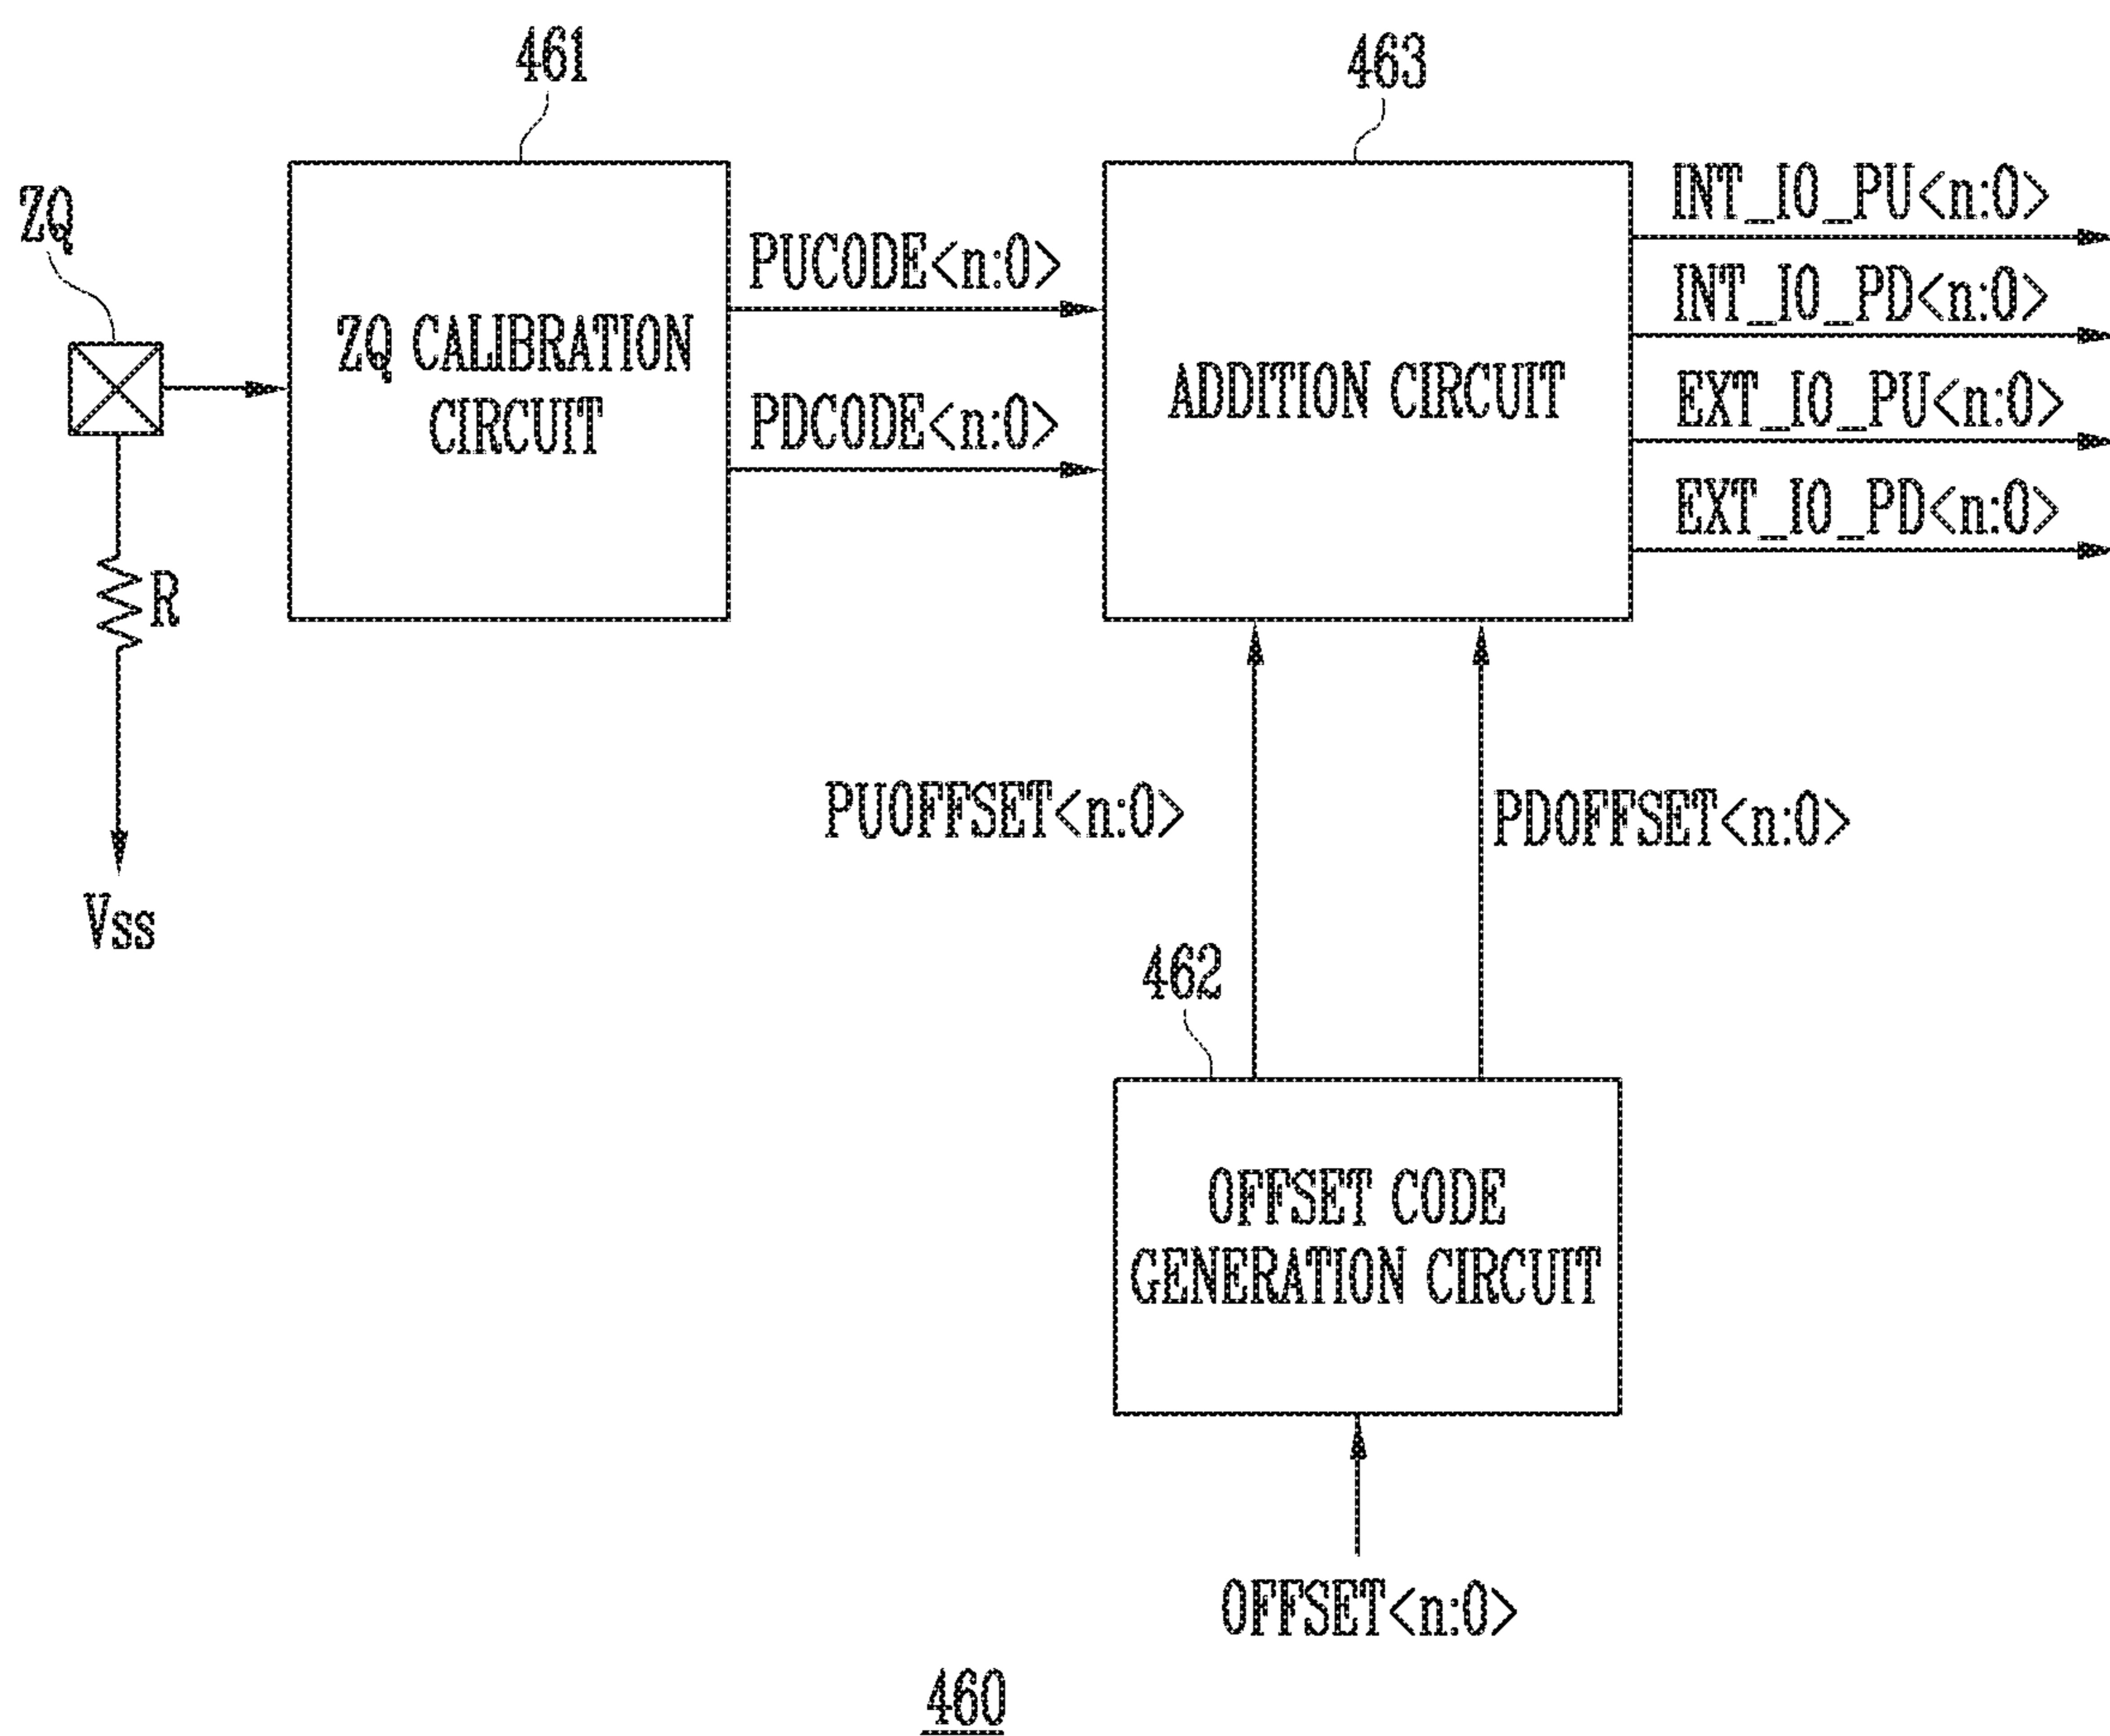 461
463
ZQ
INT_IO_PU<n:0>
PUCODE<n:0>
INT_IO_PD<n:0>
ZQ CALIBRATION
CIRCUIT
ADDITION CIRCUIT
EXT_IO_PU<n:0>
PDCODE<n:0>
EXT_IO_PD<n:0>
R
PUOFFSET<n:0>
PDOFFSET<n:0>
Vss
462
OFFSET CODE
GENERATION CIRCUIT
OFFSET<n:0>
460